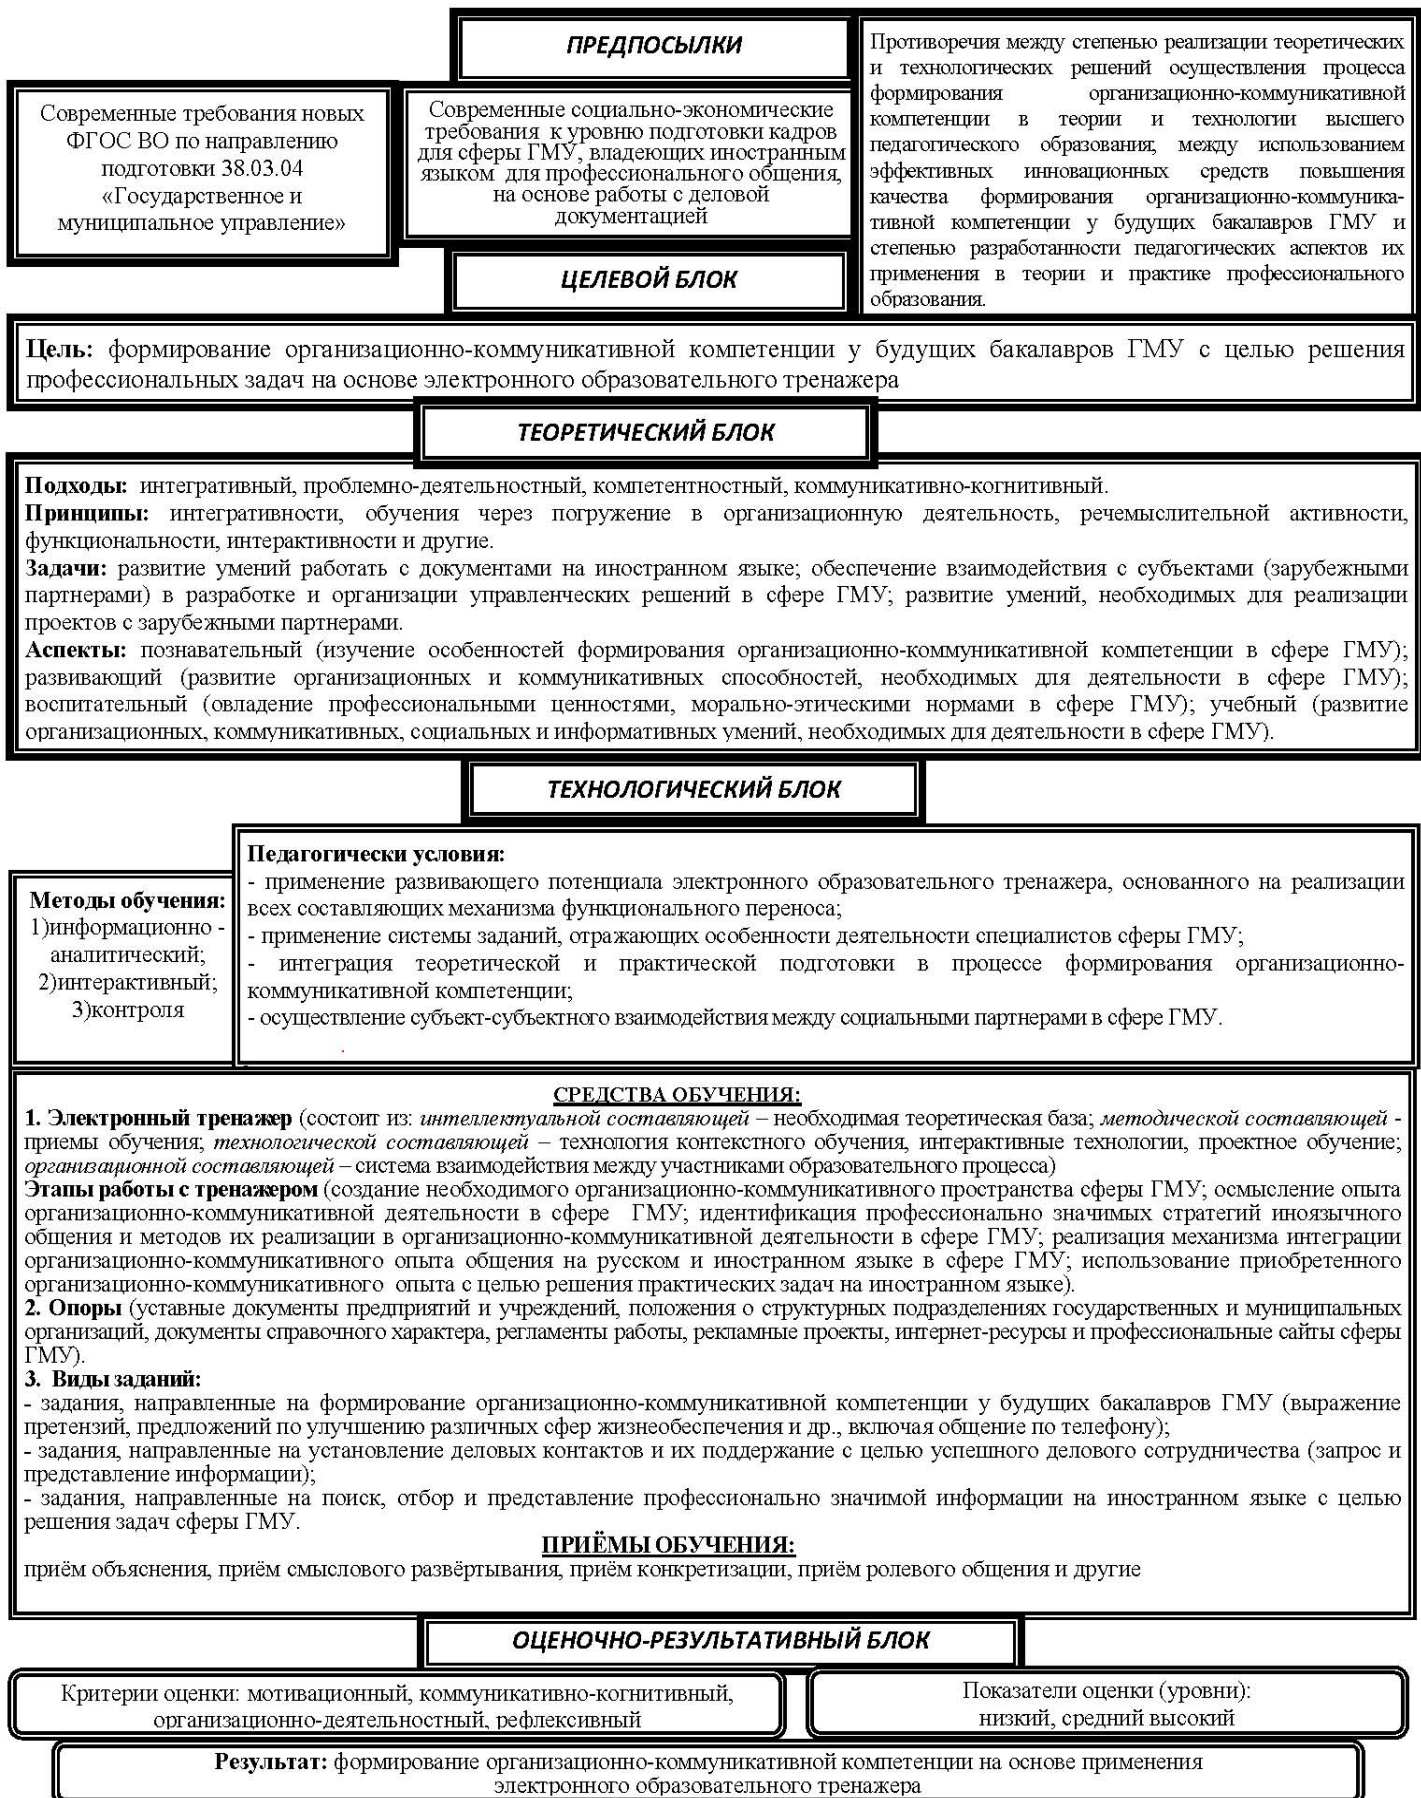 ПРЕДПОСЫЛКИ
Современные требования новых
ФГОС ВО по направлению
подготовки 38.03.04
«Государственное и
муниципальное управление»
Современные социально-экономические
требования к уровню подготовки кадров
для сферы ГМУ, владеющих иностранным
языком для профессионального общения,
на основе работы с деловой
документацией
Противоречия между степенью реализации теоретических
и технологических решений осуществления процесса
формирования организационно-коммуникативной
компетенции в теории и технологии высшего
педагогического образования; между использованием
эффективных инновационных средств повышения
качества формирования организационно-коммуника-
тивной компетенции у будущих бакалавров ГМУ и
степенью разработанности педагогических аспектов их
применения в теории и практике профессионального
образования.
ЦЕЛЕВОЙ БЛОК
Цель: формирование организационно-коммуникативной компетенции у будущих бакалавров ГМУ с целью решения
профессиональных задач на основе электронного образовательного тренажера
ТЕОРЕТИЧЕСКИЙ БЛОК
Подходы: интегративный, проблемно-деятельностный, компетентностный, коммуникативно-когнитивный.
Принципы: интегративности, обучения через погружение в организационную деятельность, речемыслительной активности,
функциональности, интерактивности и другие.
Задачи: развитие умений работать с документами на иностранном языке; обеспечение взаимодействия с субъектами (зарубежными
партнерами) в разработке и организации управленческих решений в сфере ГМУ; развитие умений, необходимых для реализации
проектов с зарубежными партнерами.
Аспекты: познавательный (изучение особенностей формирования организационно-коммуникативной компетенции в сфере ГМУ);
развивающий (развитие организационных и коммуникативных способностей, необходимых для деятельности в сфере ГМУ);
воспитательный (овладение профессиональными ценностями, морально-этическими нормами в сфере ГМУ); учебный (развитие
организационных, коммуникативных, социальных и информативных умений, необходимых для деятельности в сфере ГМУ).
ТЕХНОЛОГИЧЕСКИЙ БЛОК
Методы обучения:
1)информационно -
аналитический;
2)интерактивный;
3)контроля
Педагогически условия:
- применение развивающего потенциала электронного образовательного тренажера, основанного на реализации
всех составляющих механизма функционального переноса;
- применение системы заданий, отражающих особенности деятельности специалистов сферы ГМУ;
- интеграция теоретической и практической подготовки в процессе формирования организационно-
коммуникативной компетенции;
- осуществление субъект-субъектного взаимодействия между социальными партнерами в сфере ГМУ.
СРЕДСТВА ОБУЧЕНИЯ:
1. Электронный тренажер (состоит из: интеллектуальной составляющей – необходимая теоретическая база; методической составляющей -
приемы обучения; технологической составляющей – технология контекстного обучения, интерактивные технологии, проектное обучение;
организационной составляющей – система взаимодействия между участниками образовательного процесса)
Этапы работы с тренажером (создание необходимого организационно-коммуникативного пространства сферы ГМУ; осмысление опыта
организационно-коммуникативной деятельности в сфере ГМУ; идентификация профессионально значимых стратегий иноязычного
общения и методов их реализации в организационно-коммуникативной деятельности в сфере ГМУ; реализация механизма интеграции
организационно-коммуникативного опыта общения на русском и иностранном языке в сфере ГМУ; использование приобретенного
организационно-коммуникативного опыта с целью решения практических задач на иностранном языке).
2. Опоры (уставные документы предприятий и учреждений, положения о структурных подразделениях государственных и муниципальных
организаций, документы справочного характера, регламенты работы, рекламные проекты, интернет-ресурсы и профессиональные сайты сферы
ГМУ).
3. Виды заданий:
- задания, направленные на формирование организационно-коммуникативной компетенции у будущих бакалавров ГМУ (выражение
претензий, предложений по улучшению различных сфер жизнеобеспечения и др., включая общение по телефону);
- задания, направленные на установление деловых контактов и их поддержание с целью успешного делового сотрудничества (запрос и
представление информации);
- задания, направленные на поиск, отбор и представление профессионально значимой информации на иностранном языке с целью
решения задач сферы ГМУ.
ПРИЁМЫ ОБУЧЕНИЯ:
приём объяснения, приём смыслового развёртывания, приём конкретизации, приём ролевого общения и другие
ОЦЕНОЧНО-РЕЗУЛЬТАТИВНЫЙ БЛОК
Критерии оценки: мотивационный, коммуникативно-когнитивный,
организационно-деятельностный, рефлексивный
Показатели оценки (уровни):
низкий, средний высокий
Результат: формирование организационно-коммуникативной компетенции на основе применения
электронного образовательного тренажера